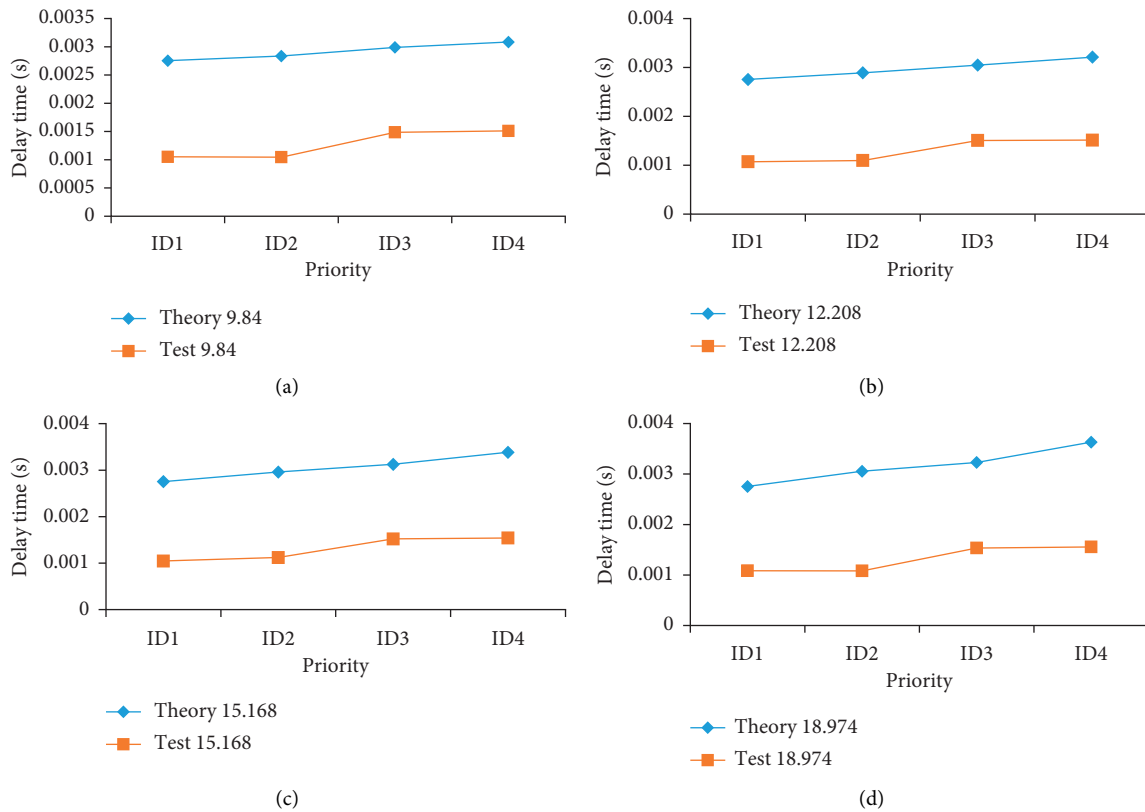 Delay time (s)
0.0035
0.003
0.0025
0.002
0.0015
0.001
0.0005
0
ID1 ID2 ID3 ID4
Priority
Theory 9.84
Test 9.84
(a)
Delay time (s)
0.004
0.003
0.002
0.001
0
ID1 ID2 ID3 ID4
Priority
Theory 12.208
Test 12.208
(b)
Delay time (s)
0.004
0.003
0.002
0.001
0
ID1 ID2 ID3 ID4
Priority
Theory 15.168
Test 15.168
(c)
Delay time (s)
0.004
0.003
0.002
0.001
0
ID1 ID2 ID3 ID4
Priority
Theory 18.974
Test 18.974
(d)